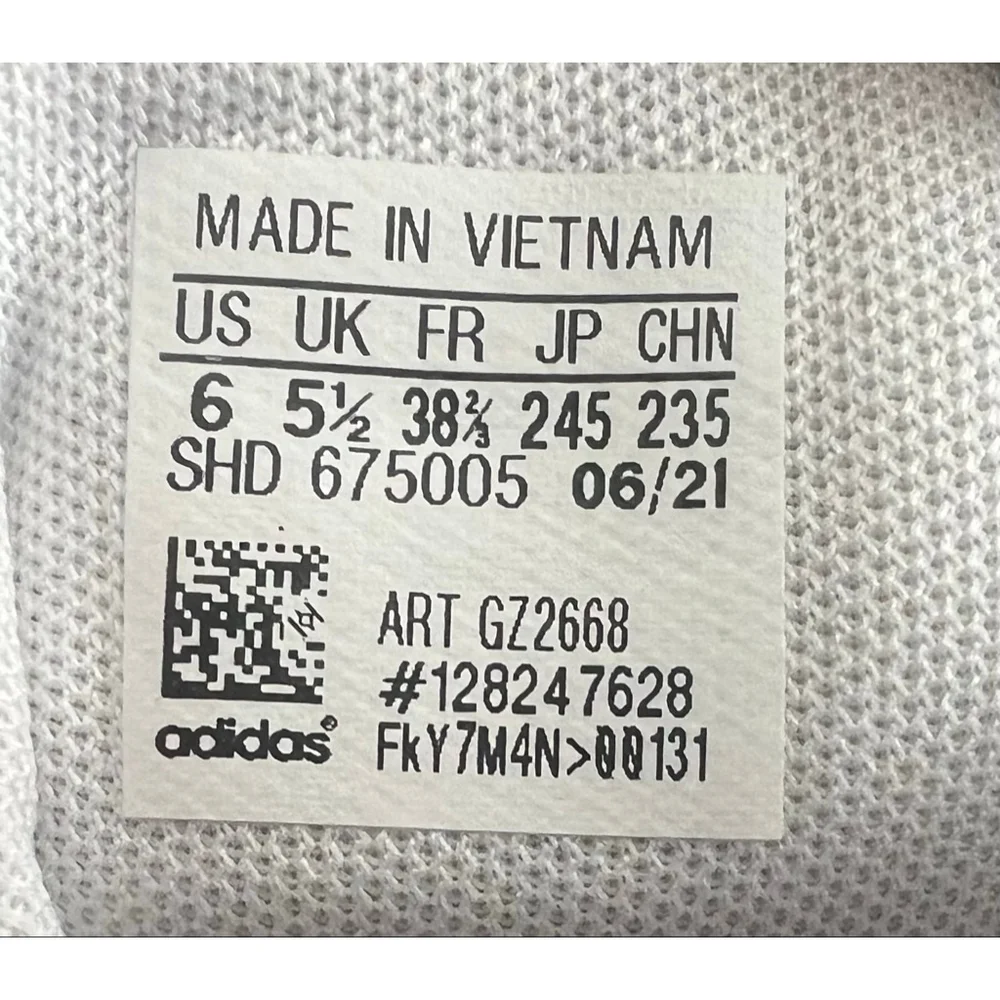 MADE IN VIETNAM
US UK FR JP CHN
6 5½ 38⅔ 245 235
SHD 675005 06/21
ART GZ2668
#128247628
adidas® FkY7M4N>00131